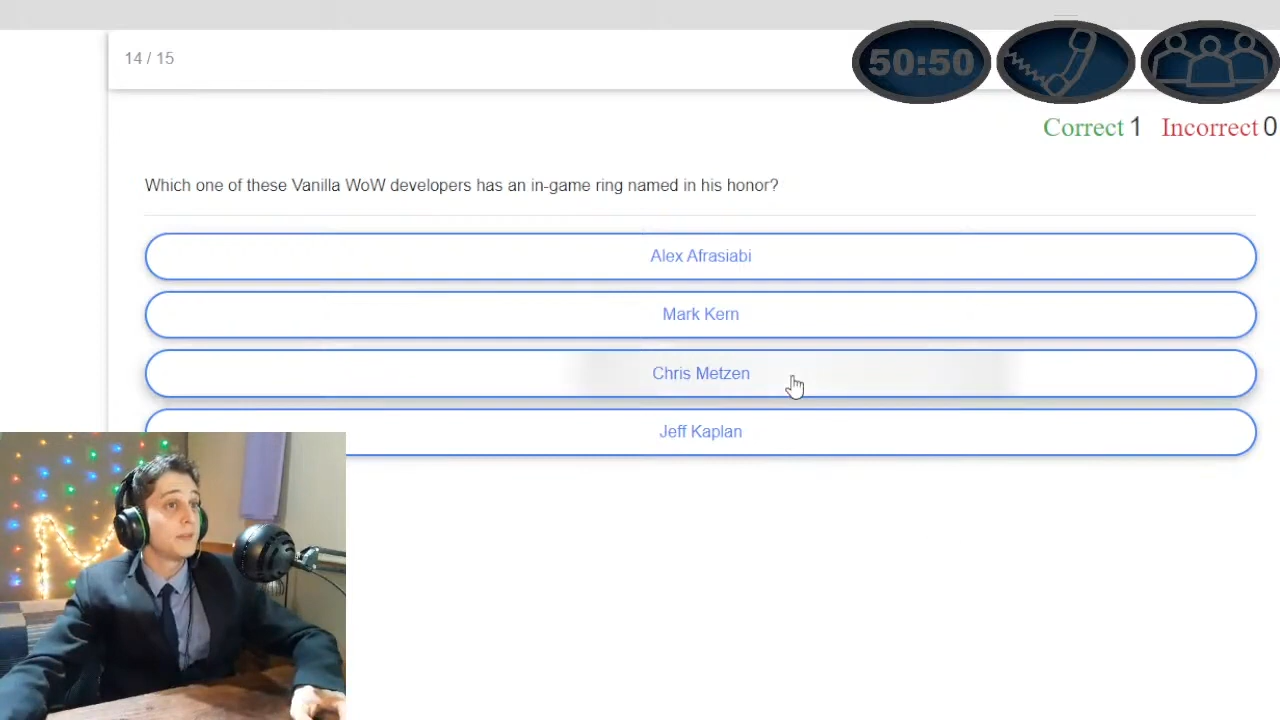 14 / 15
50:50
Correct 1 Incorrect 0
Which one of these Vanilla WoW developers has an in-game ring named in his honor?
Alex Afrasiabi
Mark Kern
Chris Metzen
Jeff Kaplan